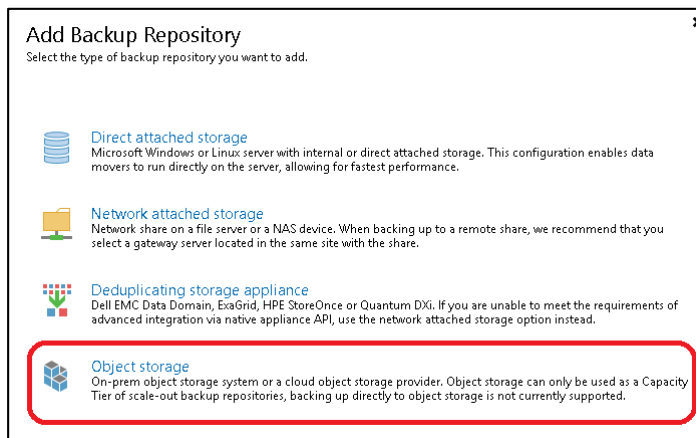 Add Backup Repository
Select the type of backup repository you want to add.
Direct attached storage
Microsoft Windows or Linux server with internal or direct attached storage. This configuration enables data
movers to run directly on the server, allowing for fastest performance.
Network attached storage
Network share on a file server or a NAS device. When backing up to a remote share, we recommend that you
select a gateway server located in the same site with the share.
Deduplicating storage appliance
Dell EMC Data Domain, ExaGrid, HPE StoreOnce or Quantum DXi. If you are unable to meet the requirements of
advanced integration via native appliance API, use the network attached storage option instead.
Object storage
On-prem object storage system or a cloud object storage provider. Object storage can only be used as a Capacity
Tier of scale-out backup repositories, backing up directly to object storage is not currently supported.